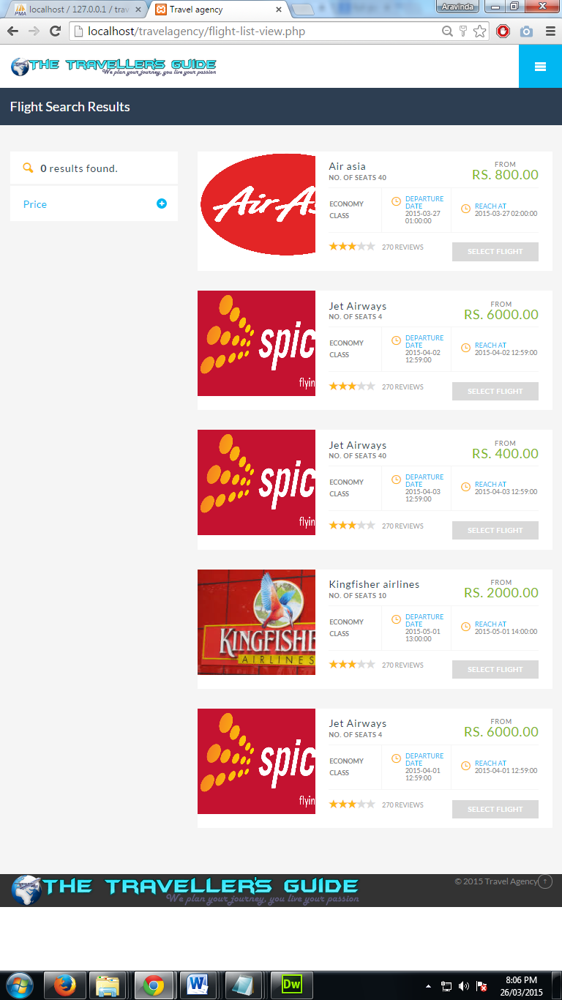 localhost / 127.0.0.1 / trav
Travel agency
Aravinda
localhost/travelagency/flight-list-view.php
THE TRAVELLER'S GUIDE
We plan your journey, you live your passion
Flight Search Results
0 results found.
Price
Air As
Air asia
NO. OF SEATS 40
FROM
RS. 800.00
ECONOMY
CLASS
DEPARTURE
DATE
2015-03-27
01:00:00
REACH AT
2015-03-27 02:00:00
270 REVIEWS
SELECT FLIGHT
spic
flyin
Jet Airways
NO. OF SEATS 4
FROM
RS. 6000.00
ECONOMY
CLASS
DEPARTURE
DATE
2015-04-02
12:59:00
REACH AT
2015-04-02 12:59:00
270 REVIEWS
SELECT FLIGHT
spic
flyin
Jet Airways
NO. OF SEATS 40
FROM
RS. 400.00
ECONOMY
CLASS
DEPARTURE
DATE
2015-04-03
12:59:00
REACH AT
2015-04-03 12:59:00
270 REVIEWS
SELECT FLIGHT
KINGFISHE
AIRLINES
Kingfisher airlines
NO. OF SEATS 10
FROM
RS. 2000.00
ECONOMY
CLASS
DEPARTURE
DATE
2015-05-01
13:00:00
REACH AT
2015-05-01 14:00:00
270 REVIEWS
SELECT FLIGHT
spic
flyin
Jet Airways
NO. OF SEATS 4
FROM
RS. 6000.00
ECONOMY
CLASS
DEPARTURE
DATE
2015-04-01
12:59:00
REACH AT
2015-04-01 12:59:00
270 REVIEWS
SELECT FLIGHT
THE TRAVELLER'S GUIDE
We plan your journey, you live your passion
© 2015 Travel Agency
Dw
8:06 PM
26/03/2015